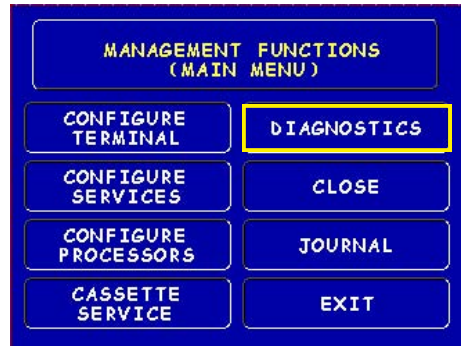 MANAGEMENT FUNCTIONS
(MAIN MENU)
CONFIGURE
TERMINAL
DIAGNOSTICS
CONFIGURE
SERVICES
CLOSE
CONFIGURE
PROCESSORS
JOURNAL
CASSETTE
SERVICE
EXIT